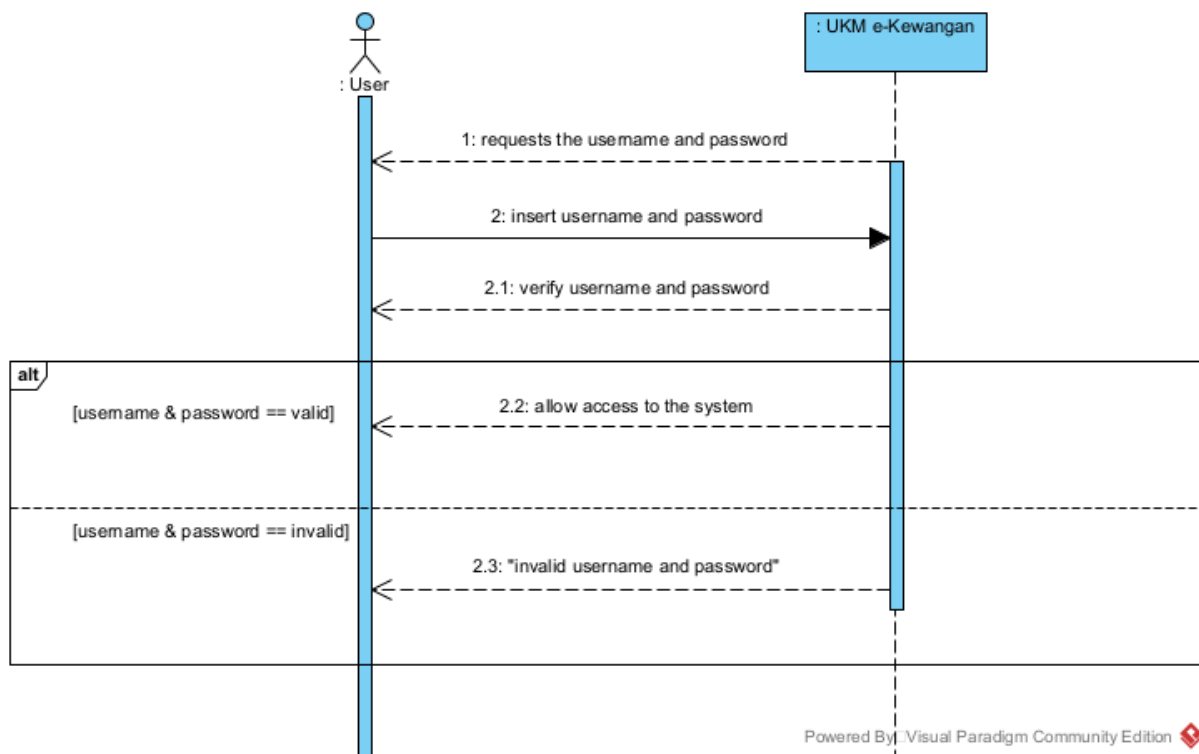 : User
: UKM e-Kewangan
1: requests the username and password
2: insert username and password
2.1: verify username and password
alt
[username & password == valid]
2.2: allow access to the system
[username & password == invalid]
2.3: "invalid username and password"
Powered By Visual Paradigm Community Edition